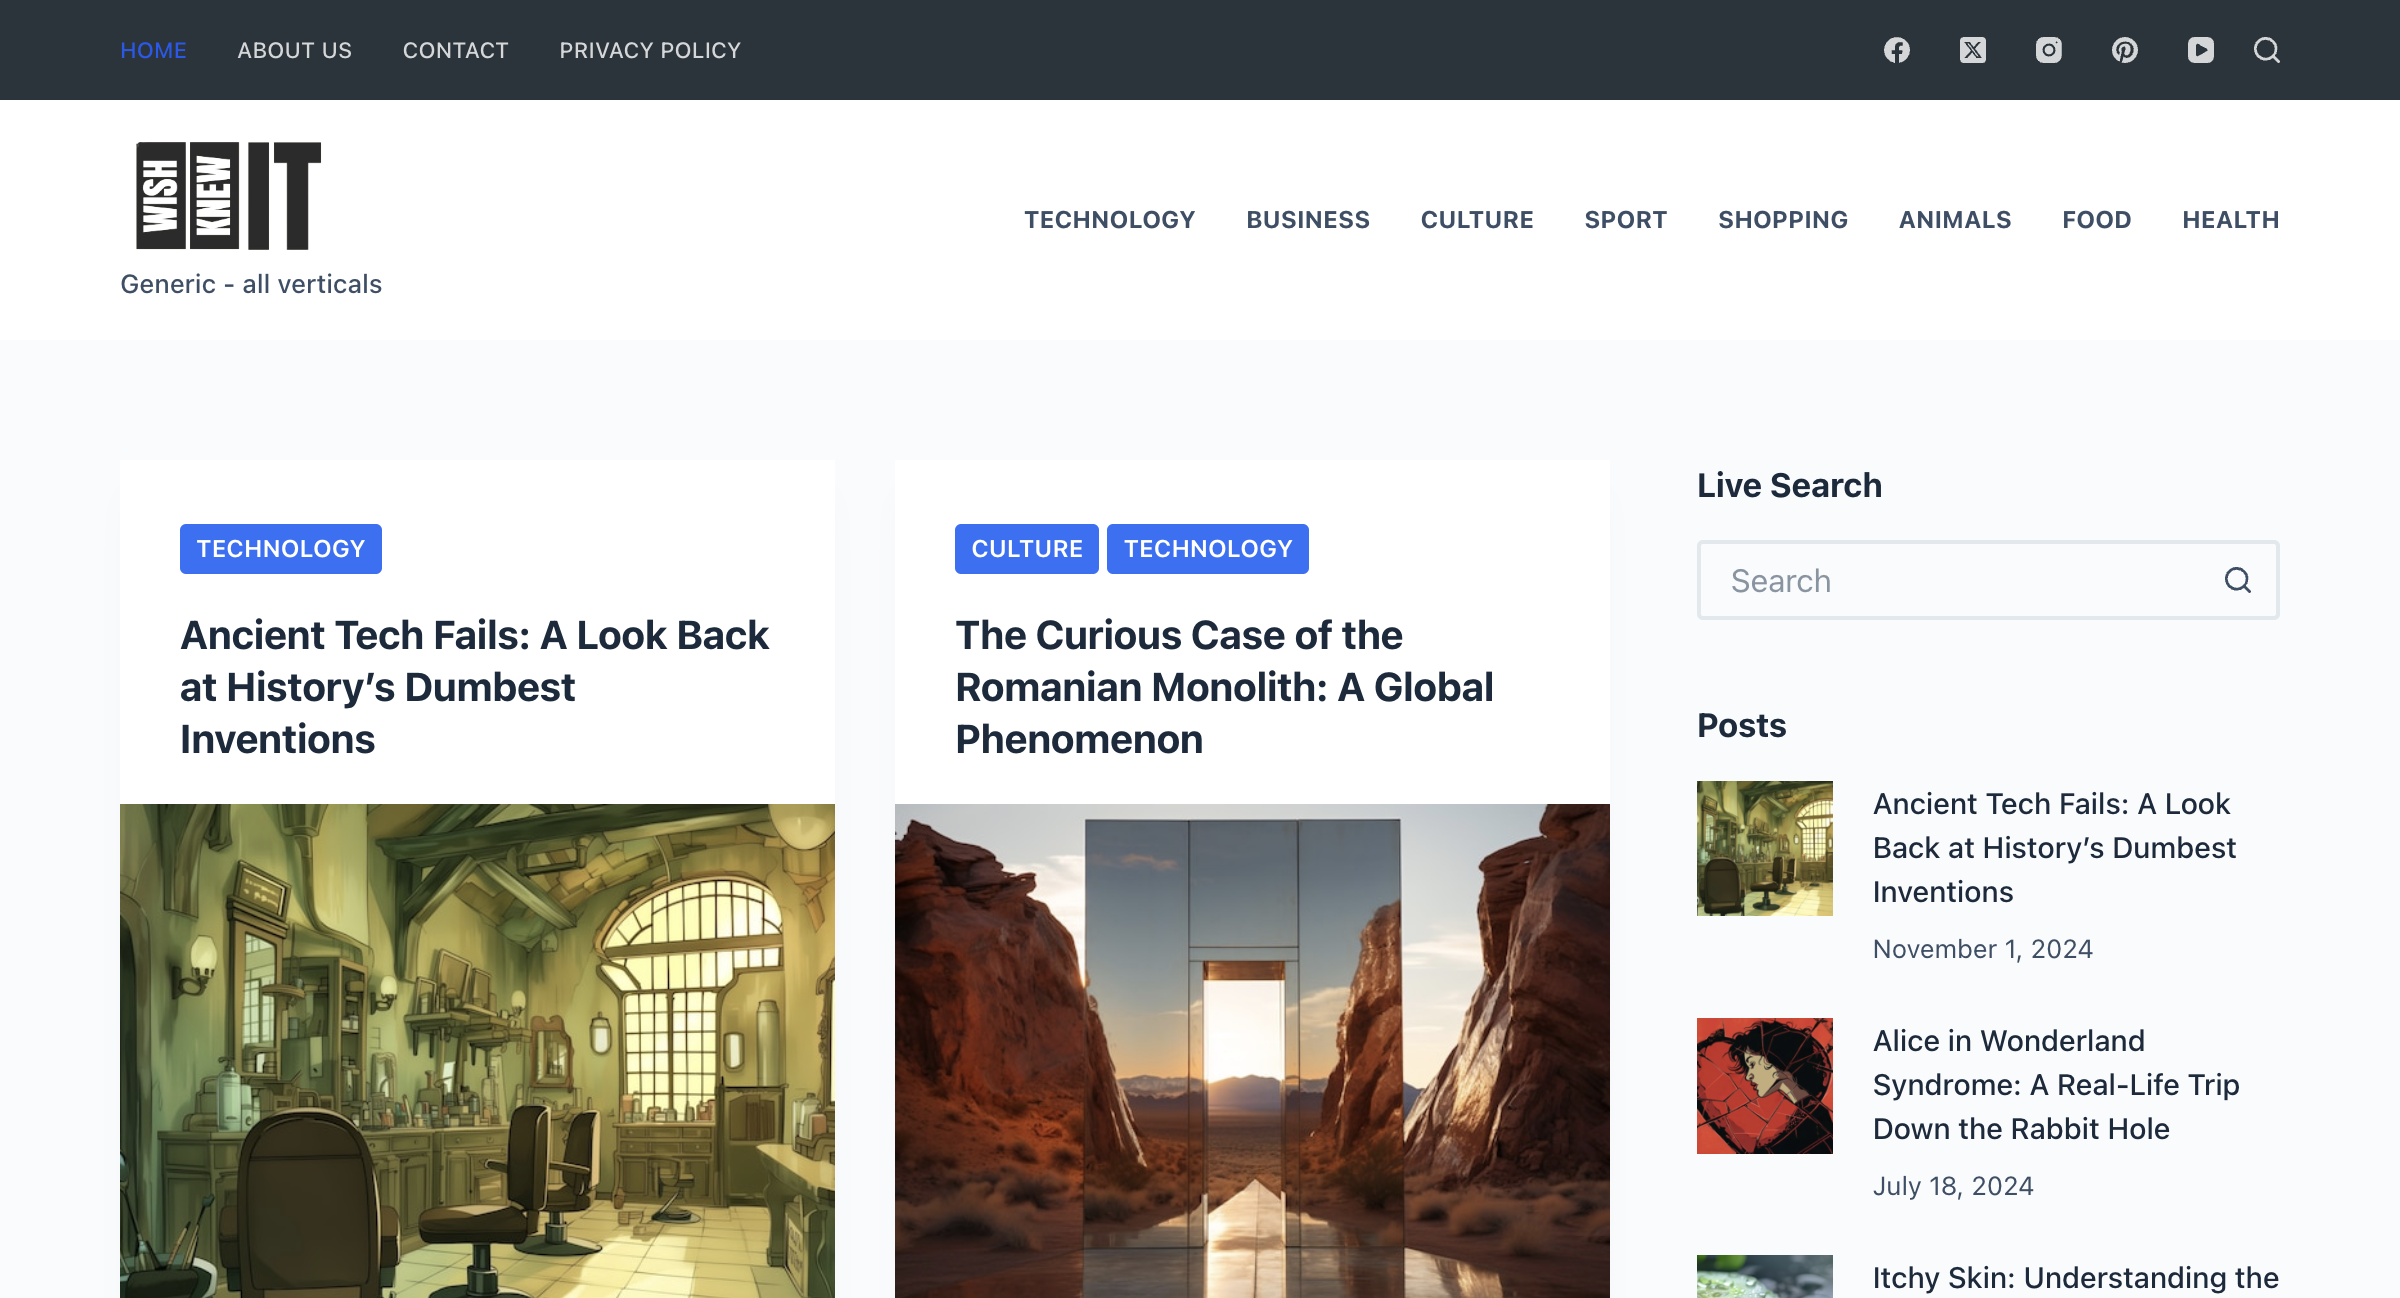 HOME ABOUT US CONTACT PRIVACY POLICY
WISH KNEW IT
Generic - all verticals
TECHNOLOGY BUSINESS CULTURE SPORT SHOPPING ANIMALS FOOD HEALTH
TECHNOLOGY
Ancient Tech Fails: A Look Back
at History’s Dumbest
Inventions
CULTURE TECHNOLOGY
The Curious Case of the
Romanian Monolith: A Global
Phenomenon
Live Search
Search
Posts
Ancient Tech Fails: A Look
Back at History’s Dumbest
Inventions
November 1, 2024
Alice in Wonderland
Syndrome: A Real-Life Trip
Down the Rabbit Hole
July 18, 2024
Itchy Skin: Understanding the